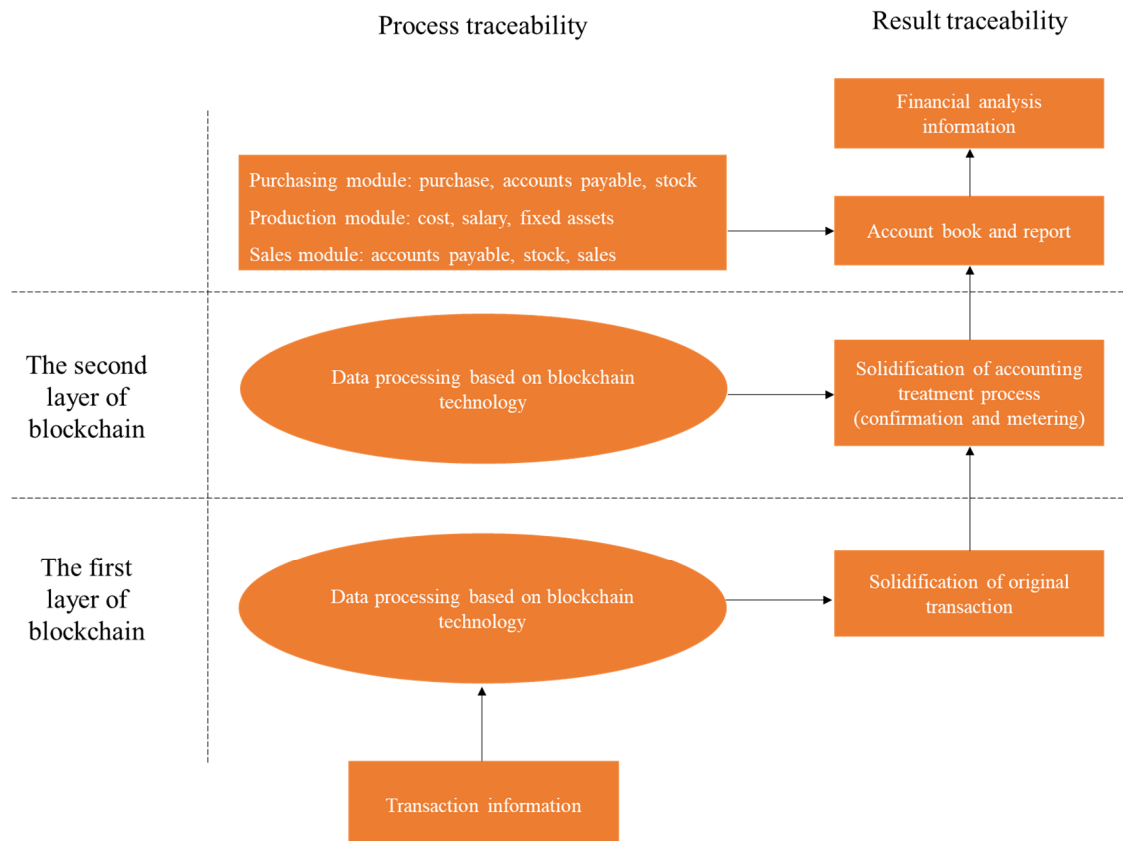 Process traceability
Result traceability
Financial analysis
information
Purchasing module: purchase, accounts payable, stock
Production module: cost, salary, fixed assets
Sales module: accounts payable, stock, sales
Account book and report
The second
layer of
blockchain
Data processing based on blockchain
technology
Solidification of accounting
treatment process
(confirmation and metering)
The first
layer of
blockchain
Data processing based on blockchain
technology
Solidification of original
transaction
Transaction information